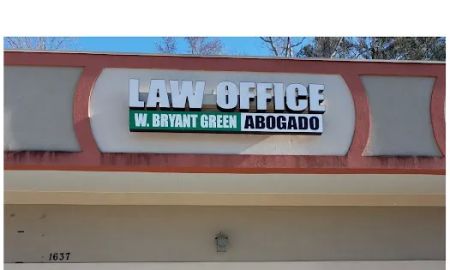 LAW OFFICE
W. BRYANT GREEN ABOGADO
1637